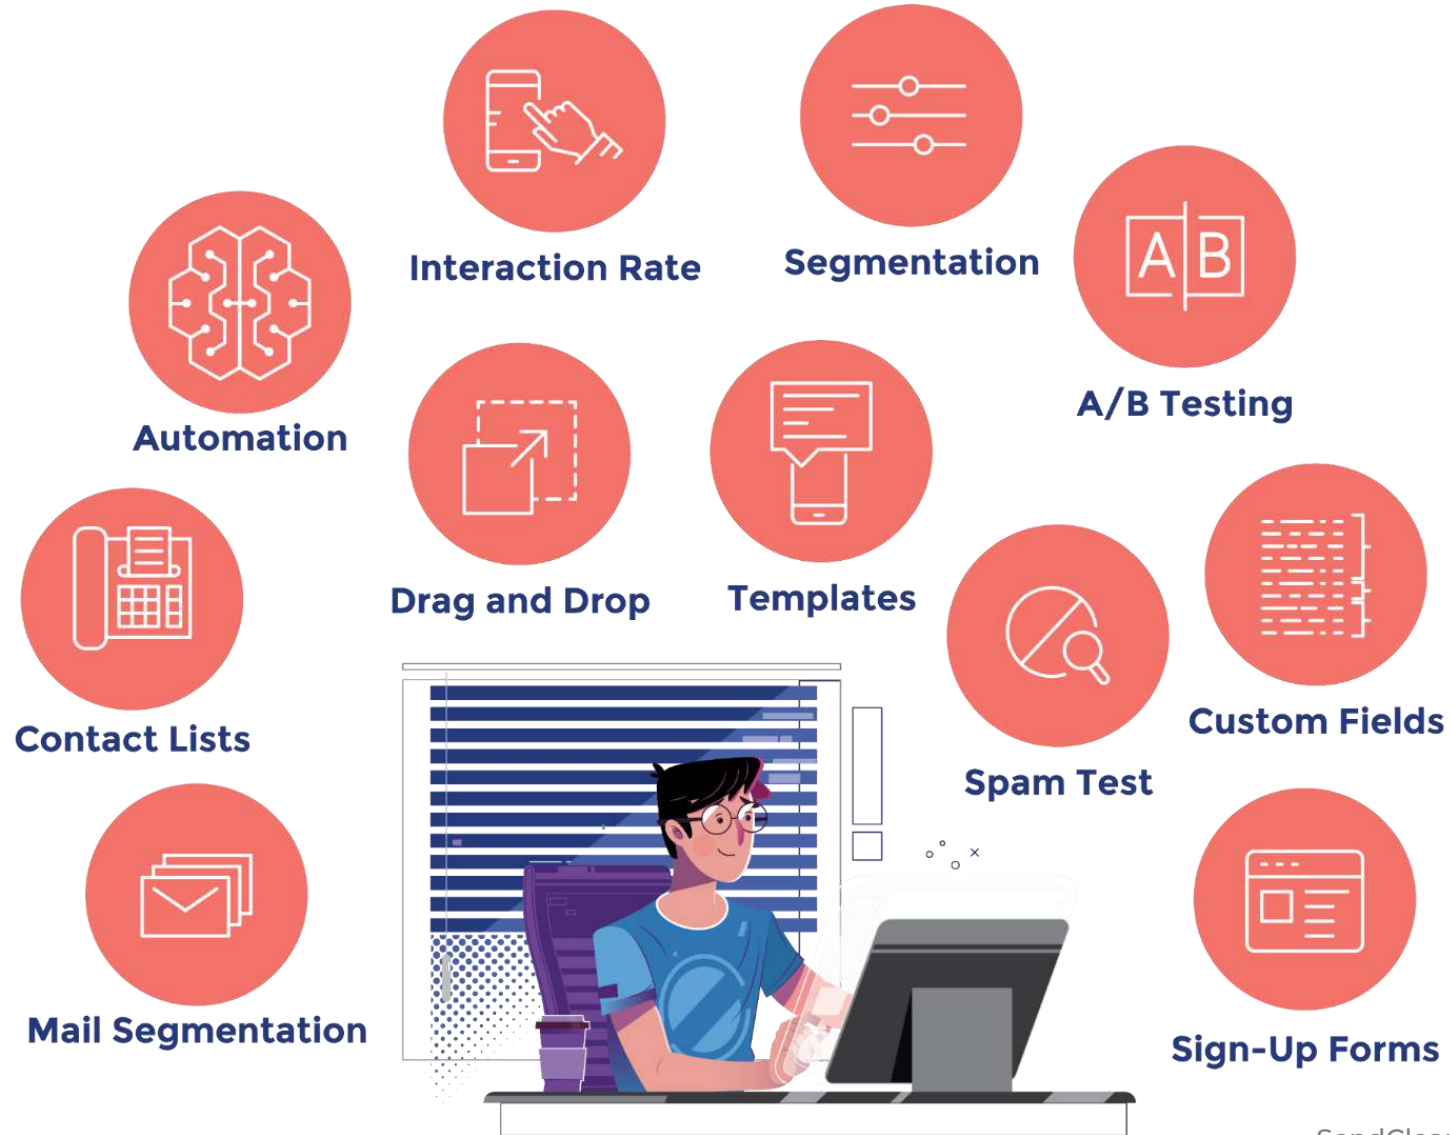 Interaction Rate
Segmentation
A B
A/B Testing
Automation
Drag and Drop
Templates
Contact Lists
Custom Fields
Spam Test
Mail Segmentation
Sign-Up Forms